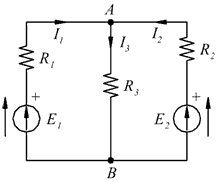 A
I₁
I₂
I₃
R₁
R₂
R₃
+
E₁
+
E₂
B